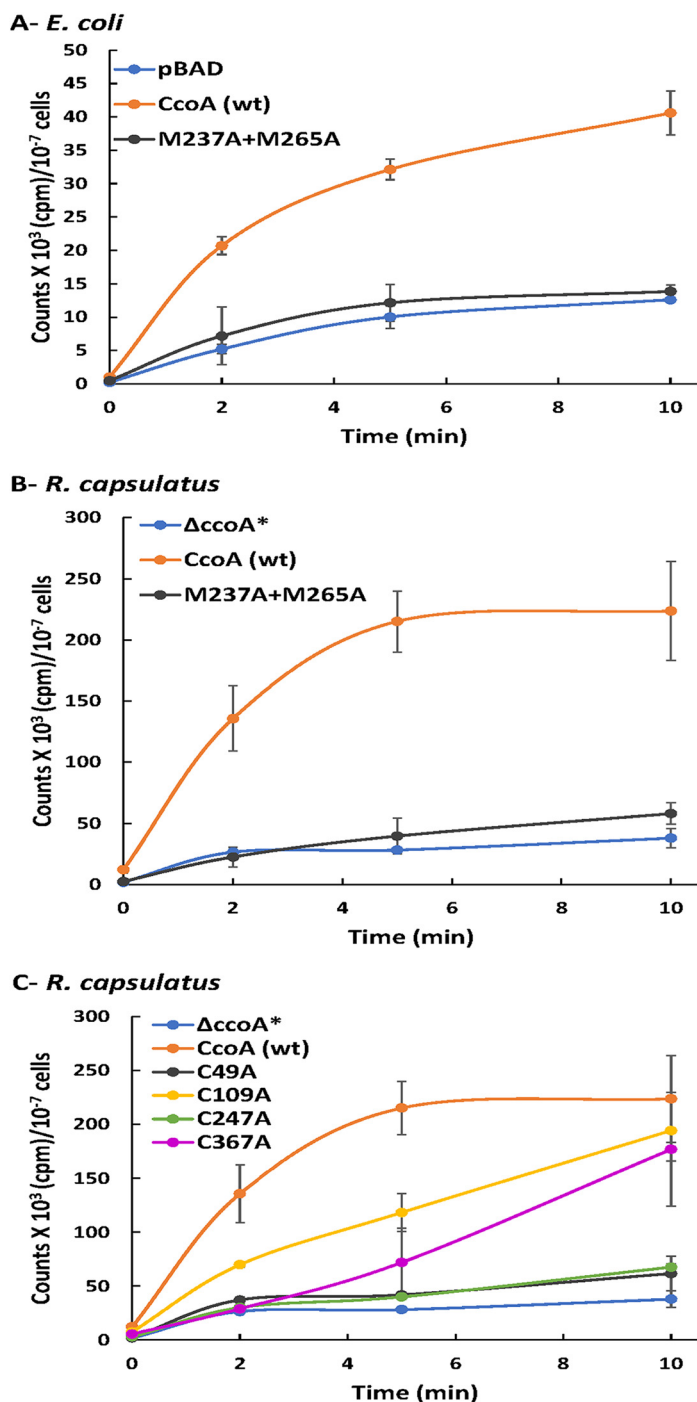 A- E. coli
50
45
40
35
30
25
20
15
10
5
0
Counts X 10³ (cpm)/10⁻⁷ cells
pBAD
CcoA (wt)
M237A+M265A
0 2 4 6 8 10
Time (min)
B- R. capsulatus
300
250
200
150
100
50
0
Counts X 10³ (cpm)/10⁻⁷ cells
ΔccoA*
CcoA (wt)
M237A+M265A
0 2 4 6 8 10
Time (min)
C- R. capsulatus
300
250
200
150
100
50
0
Counts X 10³ (cpm)/10⁻⁷ cells
ΔccoA*
CcoA (wt)
C49A
C109A
C247A
C367A
0 2 4 6 8 10
Time (min)